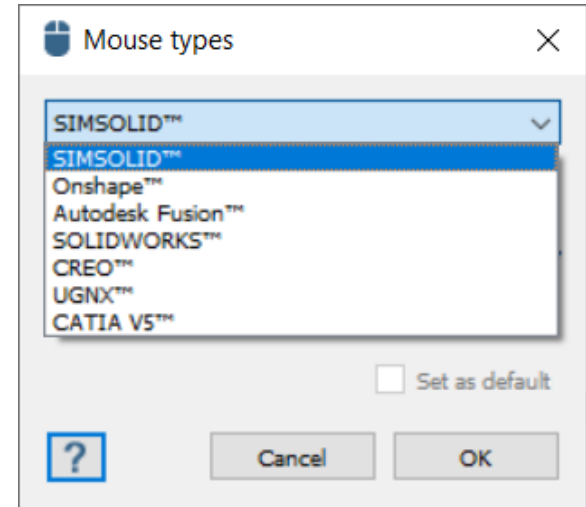 Mouse types
SIMSOLID™
SIMSOLID™
Onshape™
Autodesk Fusion™
SOLIDWORKS™
CREO™
UGNX™
CATIA V5™
Set as default
? Cancel OK